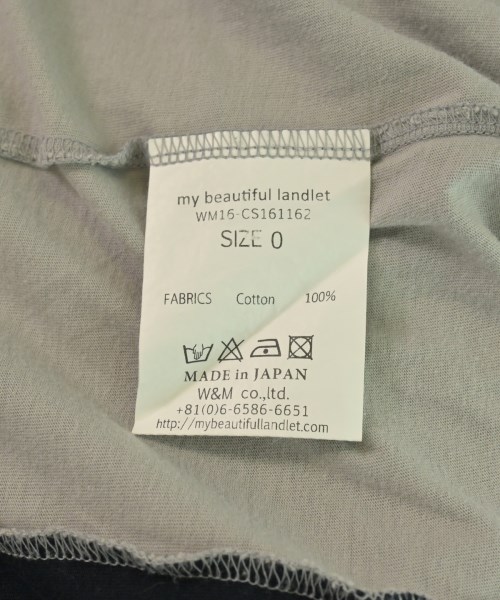 my beautiful landlet
WM16-CS161162
SIZE 0
FABRICS Cotton 100%
MADE in JAPAN
W&M co.,ltd.
+81(0)6-6586-6651
http://mybeautifullandlet.com